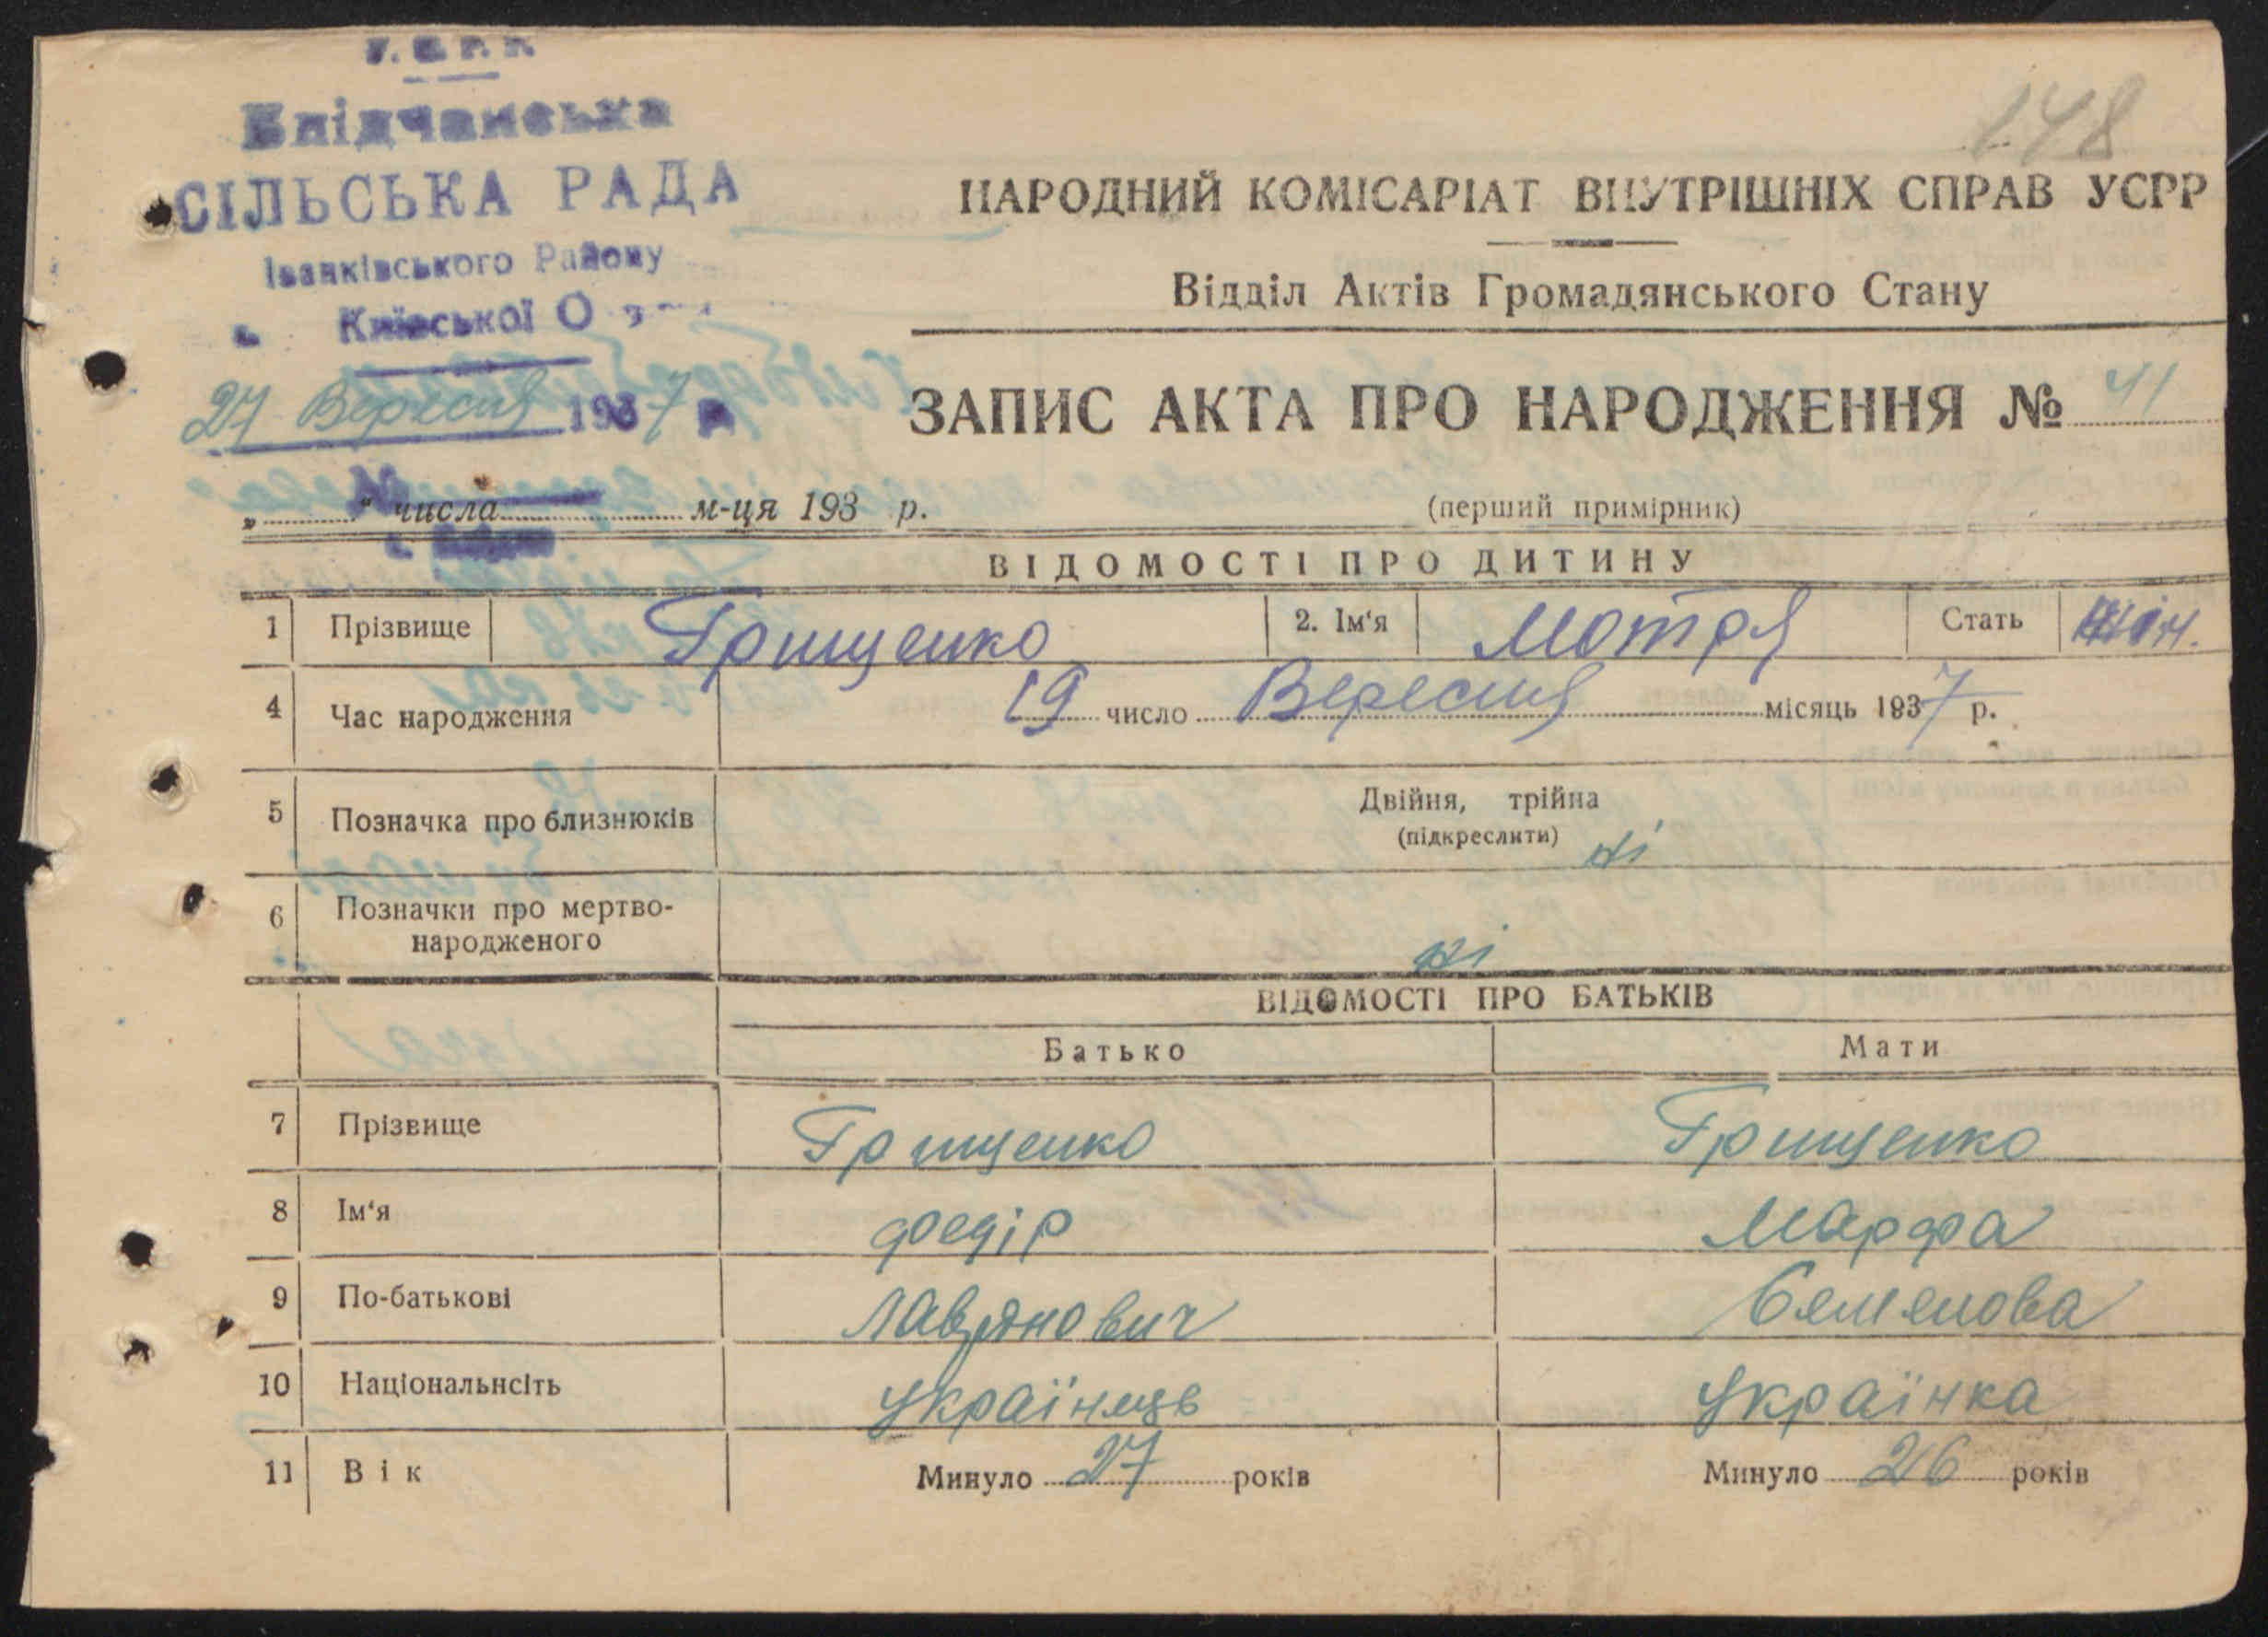 У. С. Р. Р.
Блідчанська
СІЛЬСЬКА РАДА
Іванківського Району
Київської О
27 Вересня 1937 р.
148
НАРОДНИЙ КОМІСАРІАТ ВНУТРІШНІХ СПРАВ УСРР
Відділ Актів Громадянського Стану
ЗАПИС АКТА ПРО НАРОДЖЕННЯ № 41
„ “ числа м-ця 193 р.
(перший примірник)
ВІДОМОСТІ ПРО ДИТИНУ
1 Прізвище Грищенко 2. Ім‘я Мотря Стать жін.
4 Час народження 19 число Вересня місяць 1937 р.
5 Позначка про близнюків Двійня, трійна
(підкреслити) ні
6 Позначки про мертво-
народженого ні
ВІДОМОСТІ ПРО БАТЬКІВ
Батько Мати
7 Прізвище Грищенко Грищенко
8 Ім‘я Федір Марфа
9 По-батькові Лавринович Семенова
10 Національнсіть Українець Українка
11 Вік Минуло 27 років Минуло 26 років